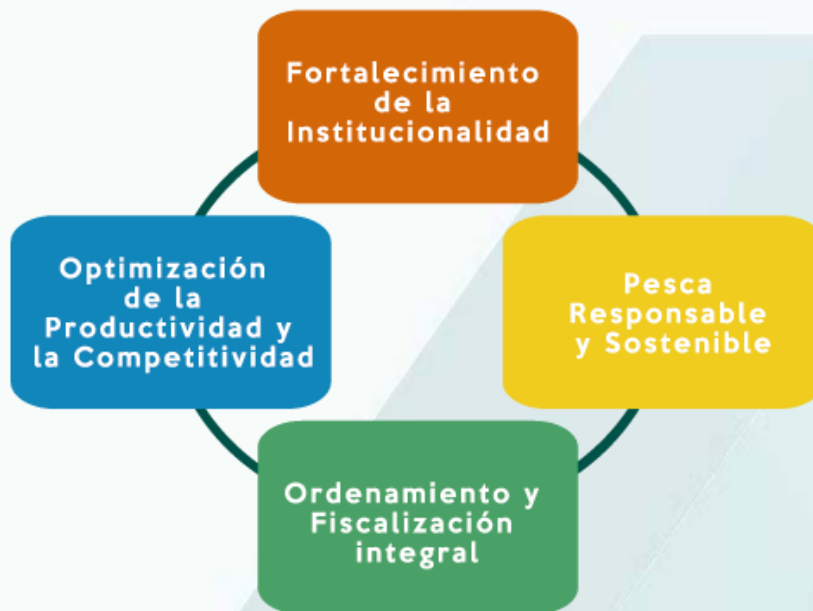 Fortalecimiento
de la
Institucionalidad
Optimización
de la
Productividad y
la Competitividad
Pesca
Responsable
y Sostenible
Ordenamiento y
Fiscalización
integral